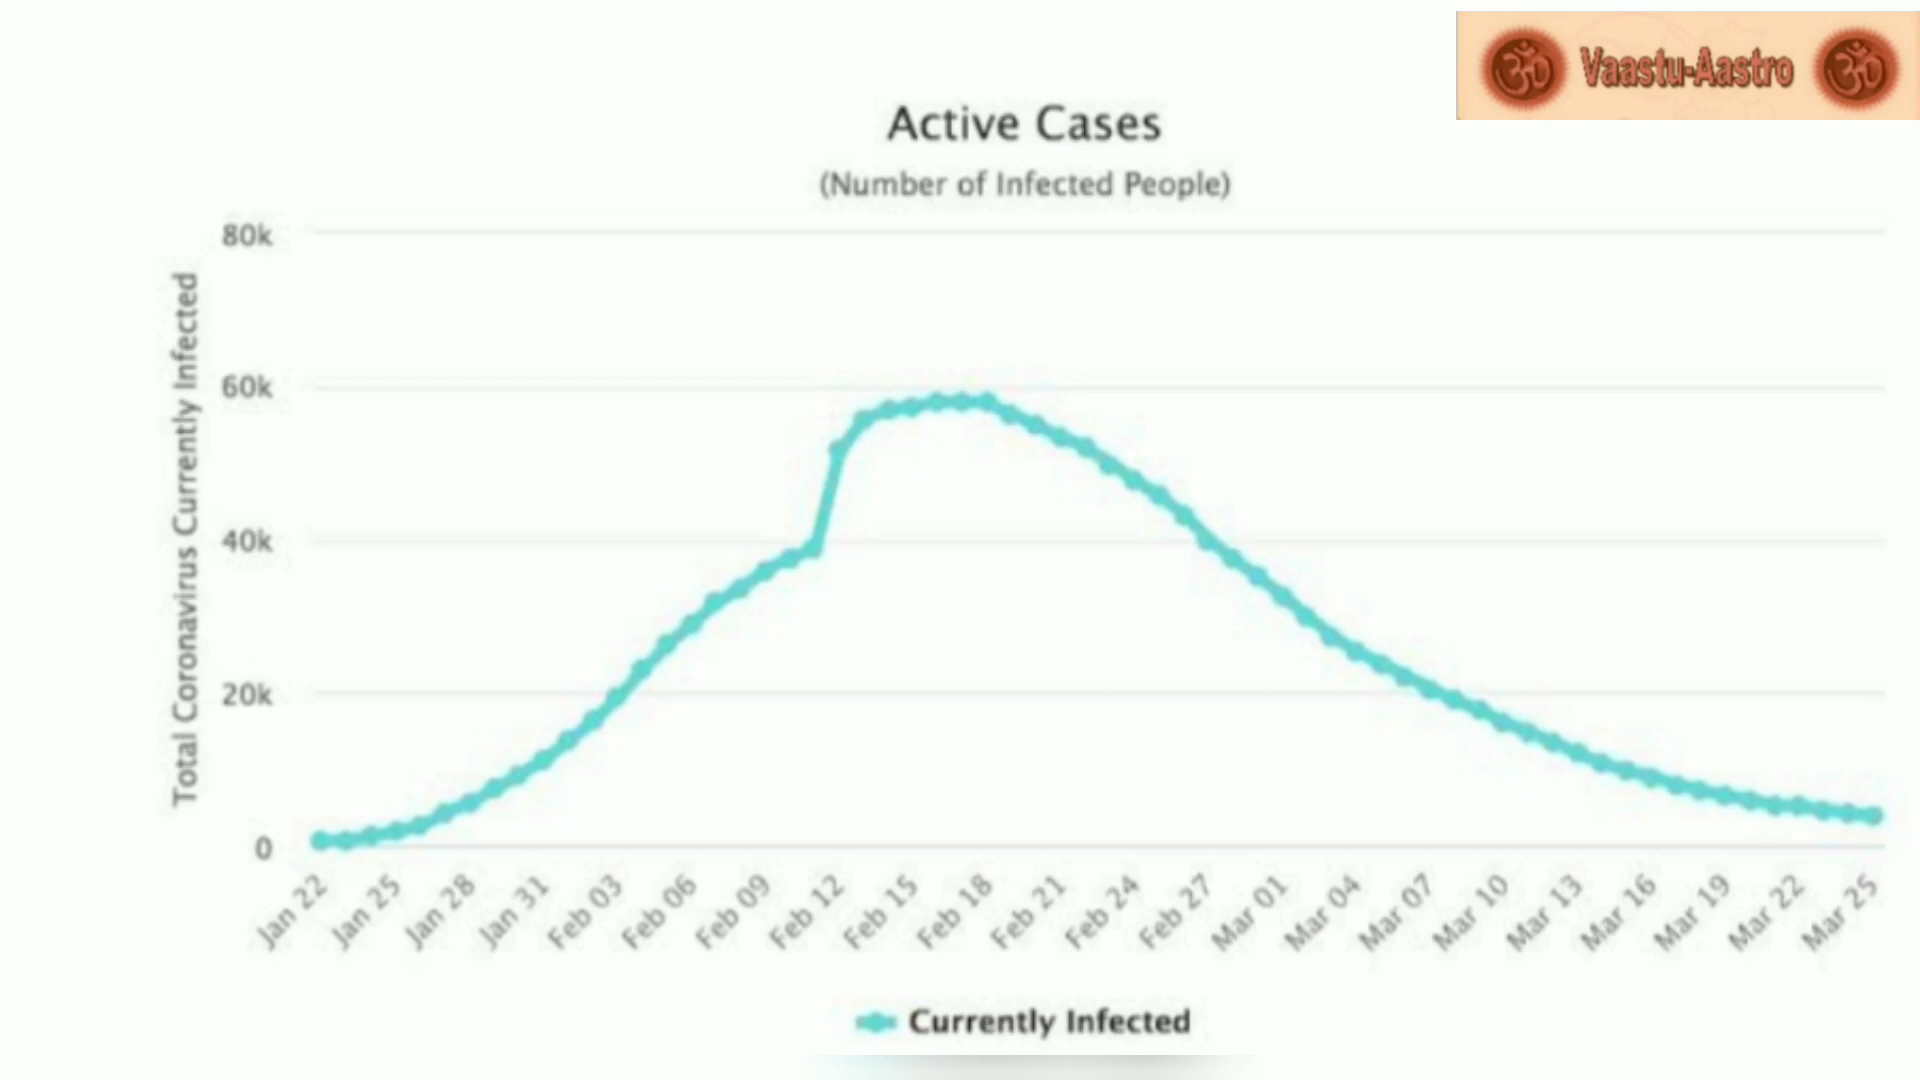 ॐ Vaastu-Aastro ॐ
Active Cases
(Number of Infected People)
Total Coronavirus Currently Infected
80k
60k
40k
20k
0
Jan 22
Jan 25
Jan 28
Jan 31
Feb 03
Feb 06
Feb 09
Feb 12
Feb 15
Feb 18
Feb 21
Feb 24
Feb 27
Mar 01
Mar 04
Mar 07
Mar 10
Mar 13
Mar 16
Mar 19
Mar 22
Mar 25
Currently Infected